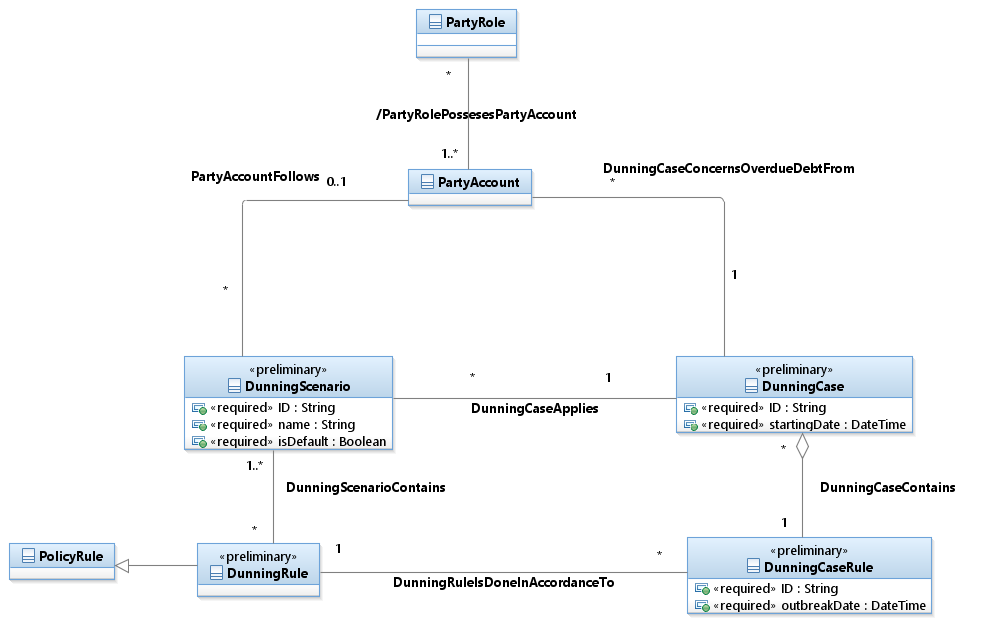 PartyRole
*
/PartyRolePossesesPartyAccount
1..*
PartyAccountFollows
0..1
PartyAccount
DunningCaseConcernsOverdueDebtFrom
*
*
1
«preliminary»
DunningScenario
«required» ID : String
«required» name : String
«required» isDefault : Boolean
*
1
DunningCaseApplies
«preliminary»
DunningCase
«required» ID : String
«required» startingDate : DateTime
1..*
DunningScenarioContains
*
*
DunningCaseContains
1
PolicyRule
«preliminary»
DunningRule
1
*
DunningRuleIsDoneInAccordanceTo
«preliminary»
DunningCaseRule
«required» ID : String
«required» outbreakDate : DateTime